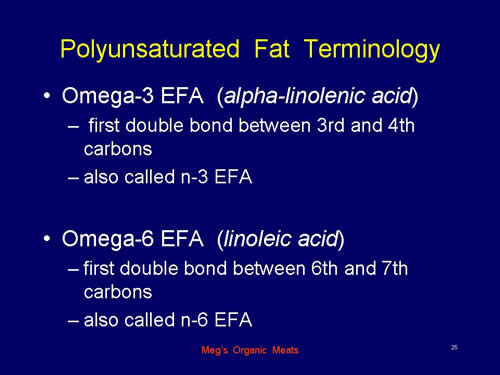 Polyunsaturated Fat Terminology
• Omega-3 EFA (alpha-linolenic acid)
– first double bond between 3rd and 4th
carbons
– also called n-3 EFA
• Omega-6 EFA (linoleic acid)
– first double bond between 6th and 7th
carbons
– also called n-6 EFA
Meg's Organic Meats
25